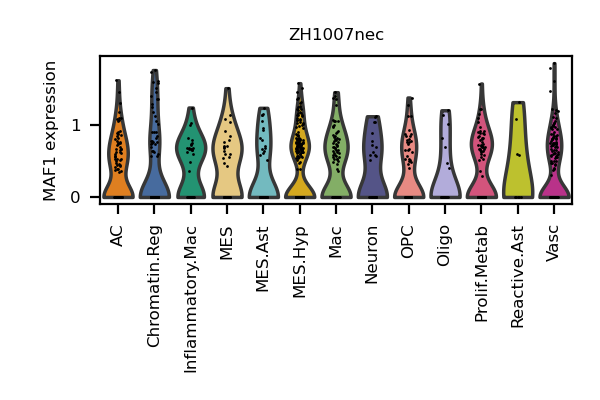 ZH1007nec
MAF1 expression
1
0
AC
Chromatin.Reg
Inflammatory.Mac
MES
MES.Ast
MES.Hyp
Mac
Neuron
OPC
Oligo
Prolif.Metab
Reactive.Ast
Vasc